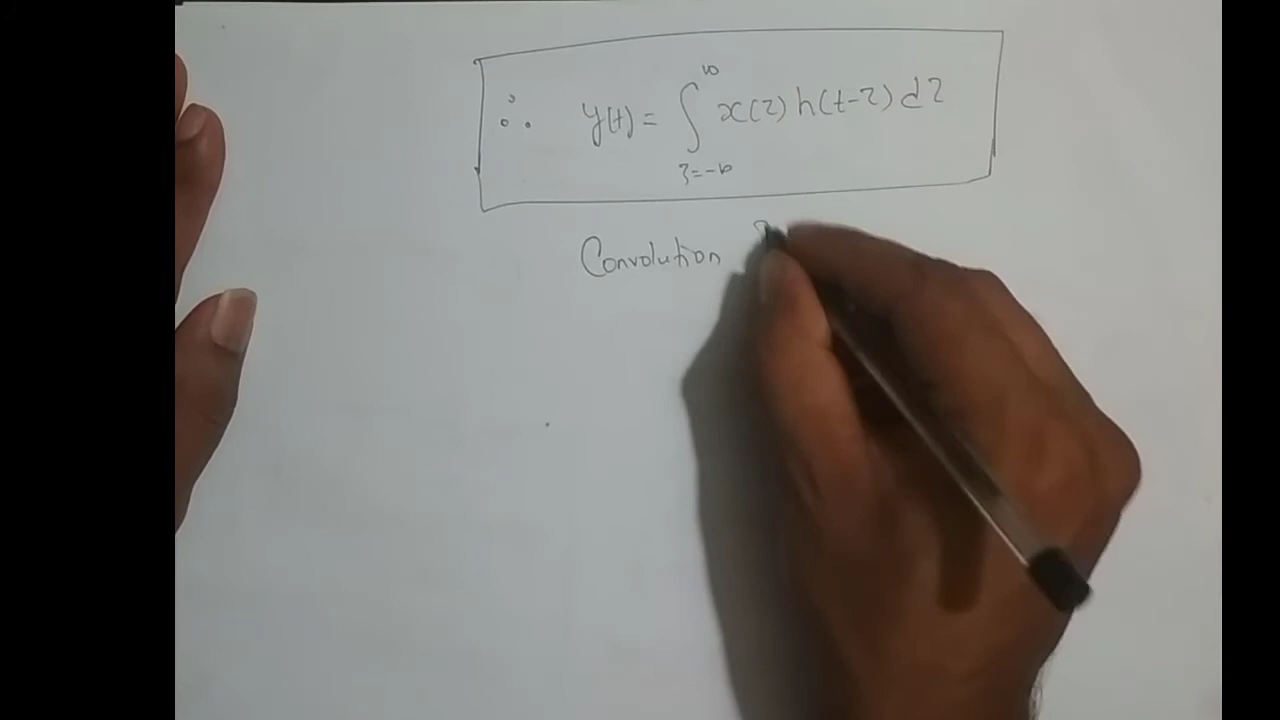 ∴ y(t) = ∫ x(τ) h(t-τ) dτ
∞
τ=-∞
Convolution